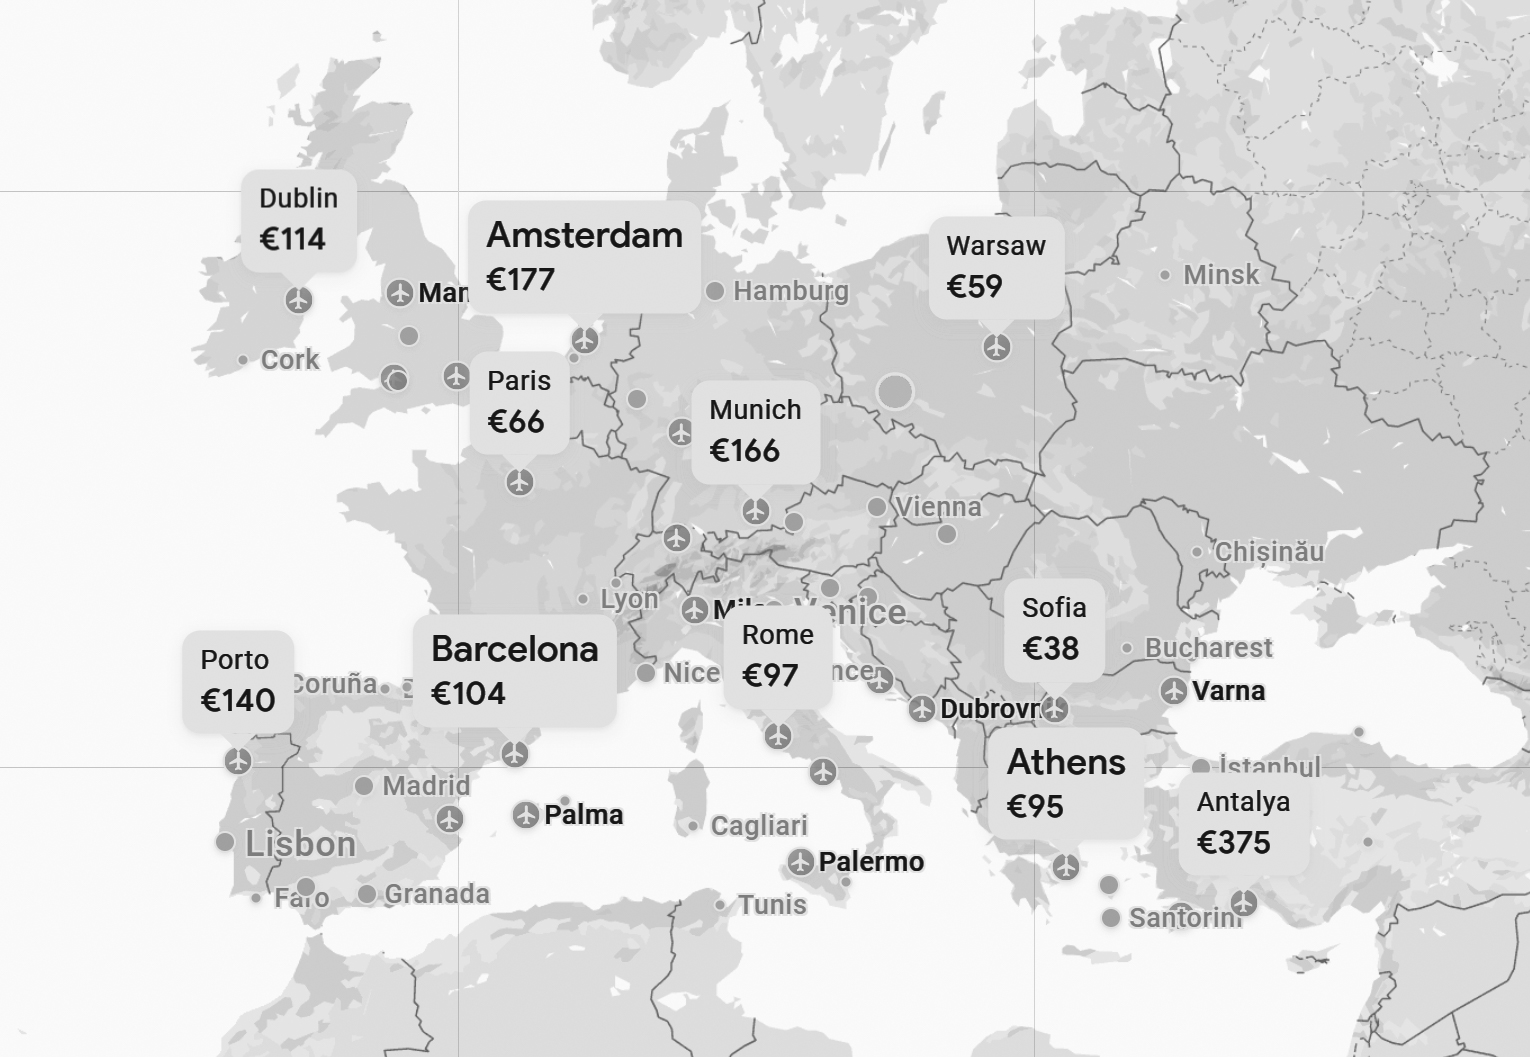 Dublin
€114
Amsterdam
€177
Warsaw
€59
Minsk
Hamburg
Man
Cork
Paris
€66
Munich
€166
Vienna
Chisinău
Lyon
Mil
Venice
Sofia
€38
Bucharest
Barcelona
€104
Rome
€97
Porto
€140
Coruña
Nice
nce
Varna
Dubrovn
Athens
€95
İstanbul
Madrid
Antalya
€375
Palma
Cagliari
Lisbon
Palermo
Faro
Granada
Tunis
Santorini